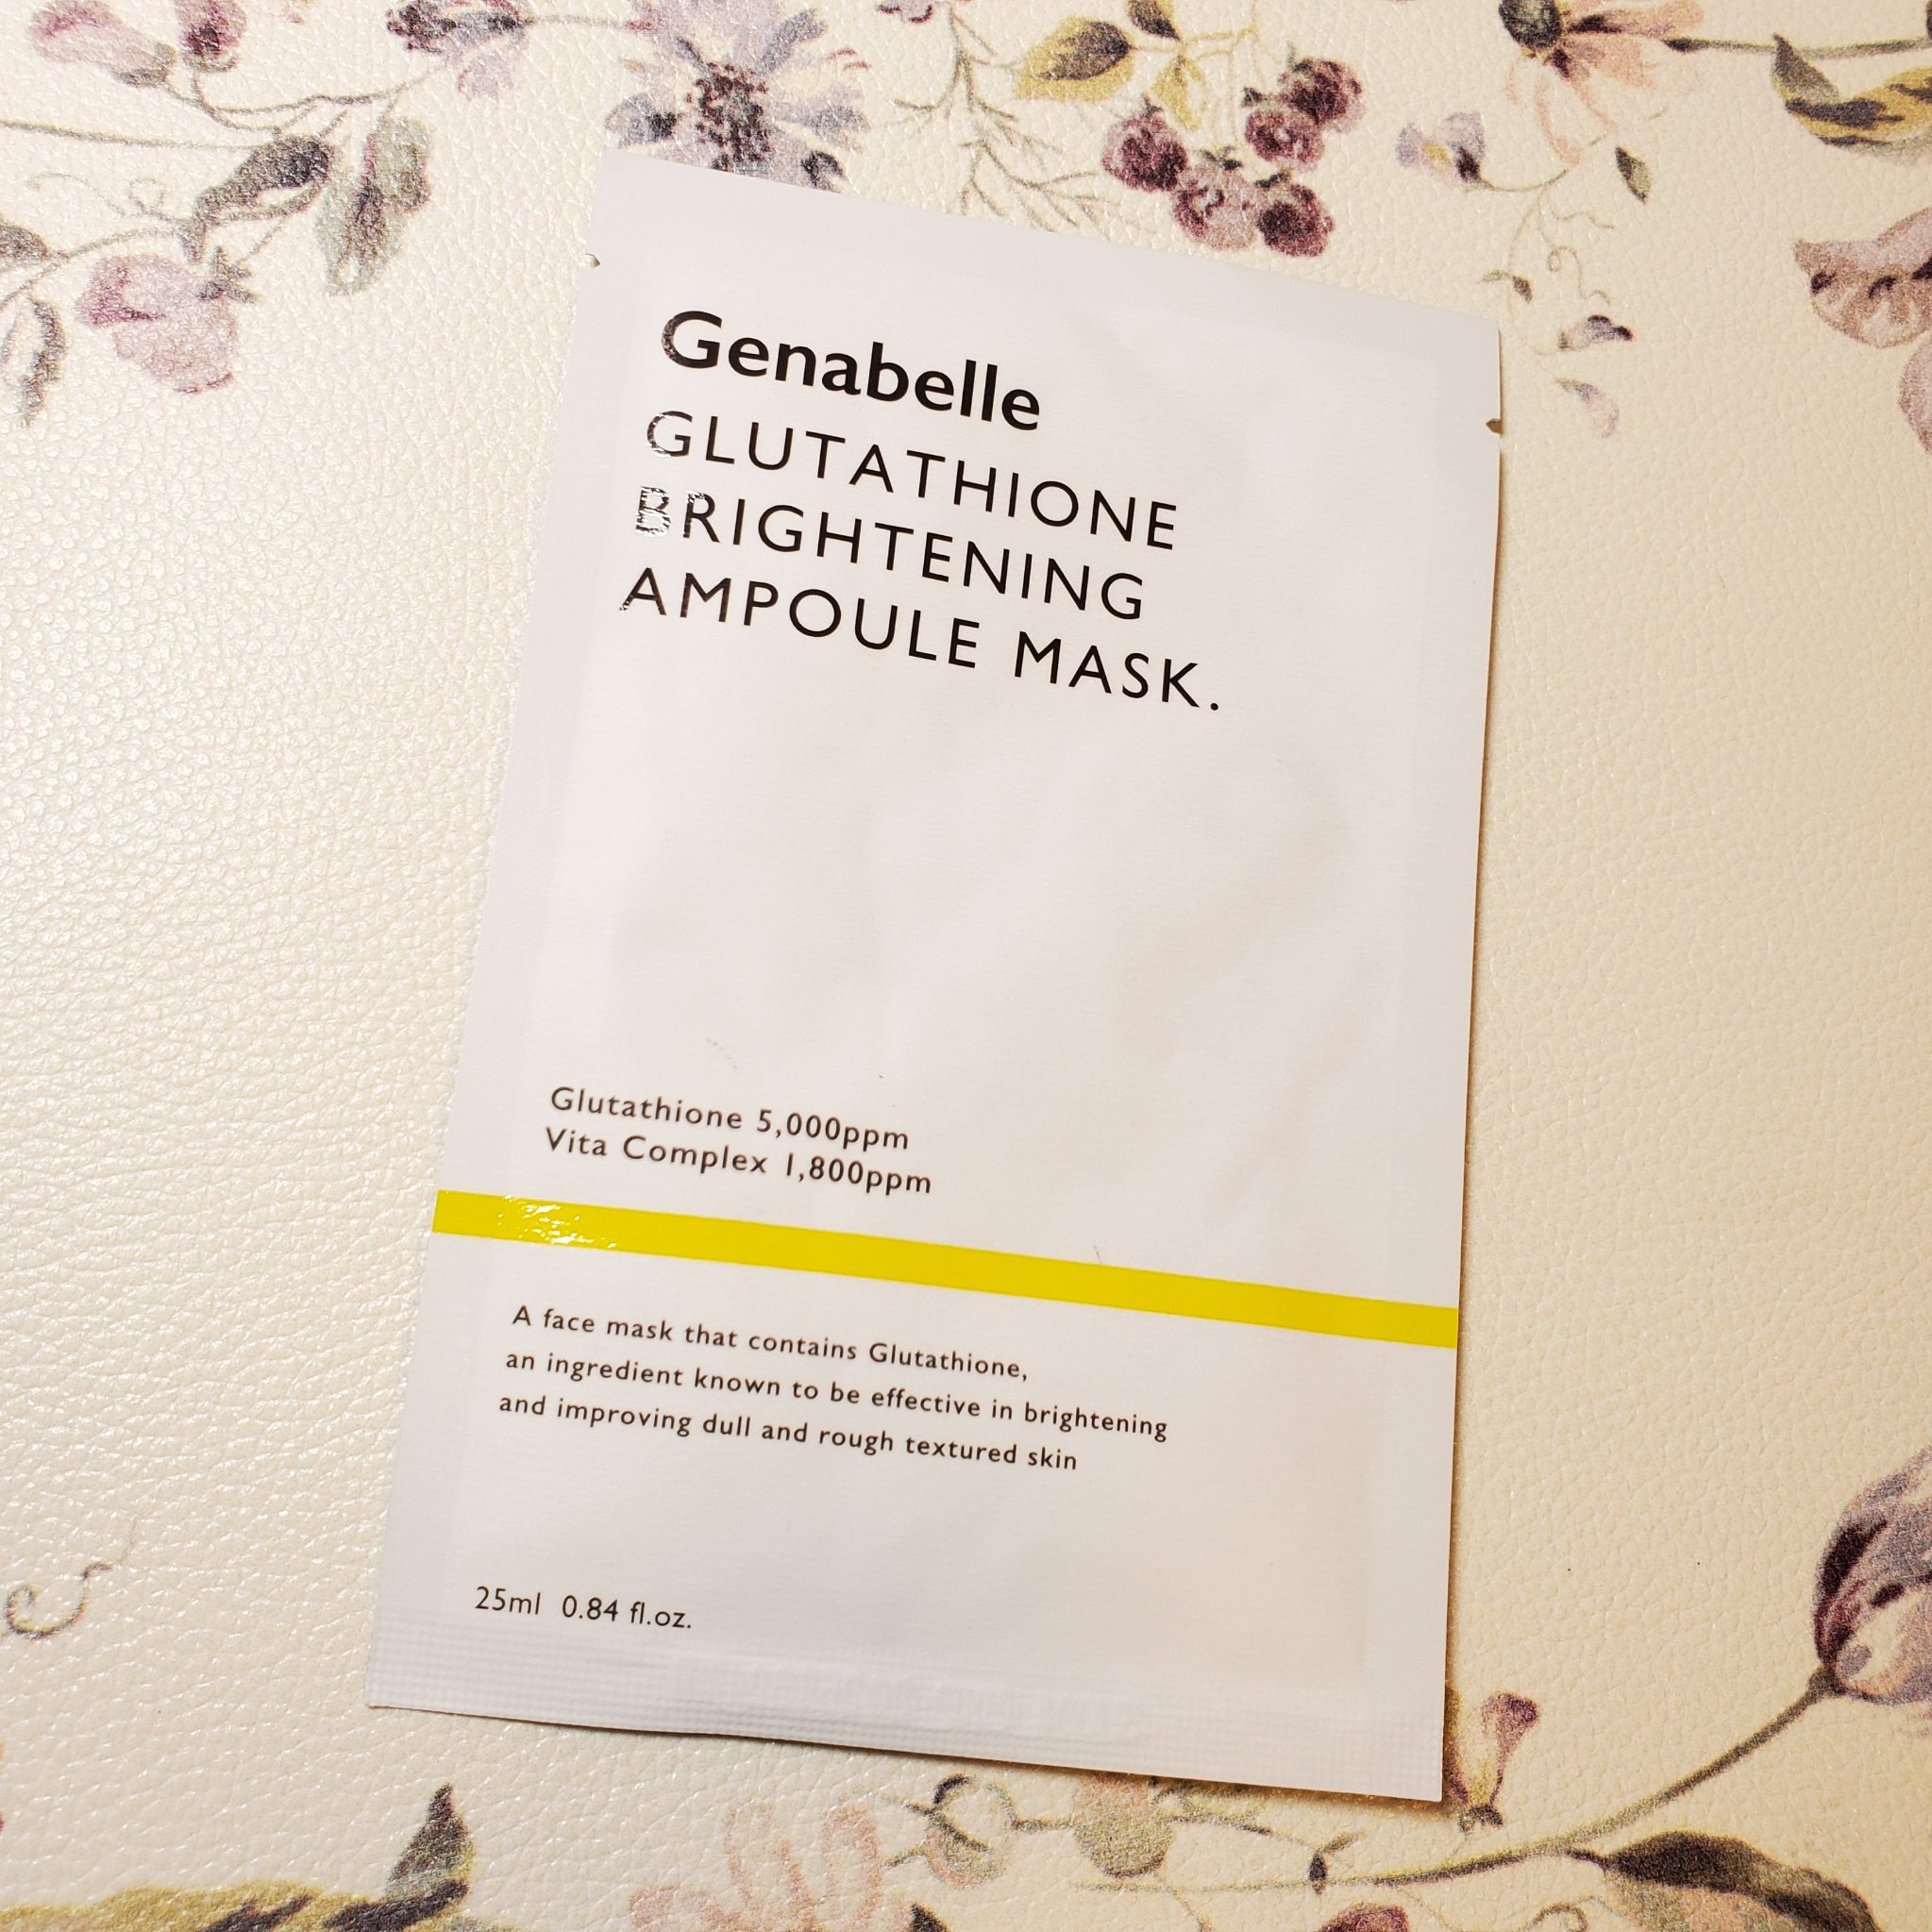 Genabelle
GLUTATHIONE
BRIGHTENING
AMPOULE MASK.
Glutathione 5,000ppm
Vita Complex 1,800ppm
A face mask that contains Glutathione,
an ingredient known to be effective in brightening
and improving dull and rough textured skin
25ml 0.84 fl.oz.